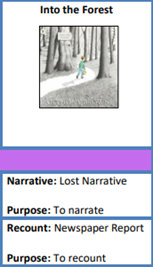 Into the Forest
Narrative: Lost Narrative
Purpose: To narrate
Recount: Newspaper Report
Purpose: To recount